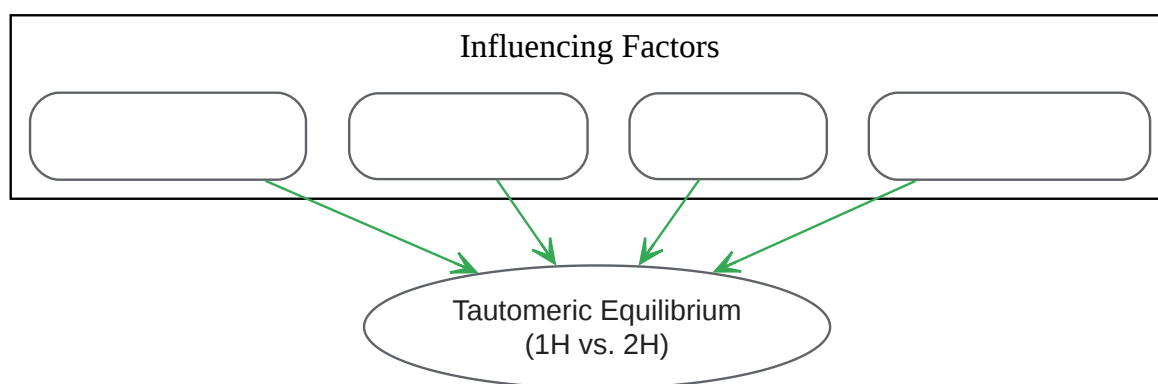 Influencing Factors
Tautomeric Equilibrium
(1H vs. 2H)